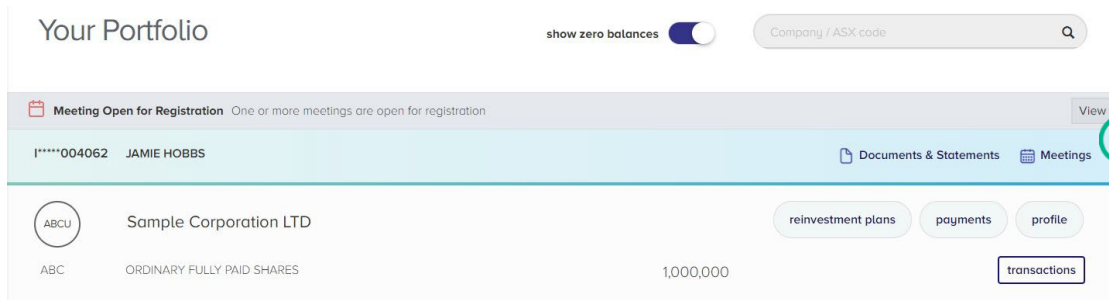 Your Portfolio
show zero balances
Company / ASX code
Meeting Open for Registration One or more meetings are open for registration
View
I*****004062 JAMIE HOBBS
Documents & Statements
Meetings
ABCU
Sample Corporation LTD
reinvestment plans
payments
profile
ABC
ORDINARY FULLY PAID SHARES
1,000,000
transactions